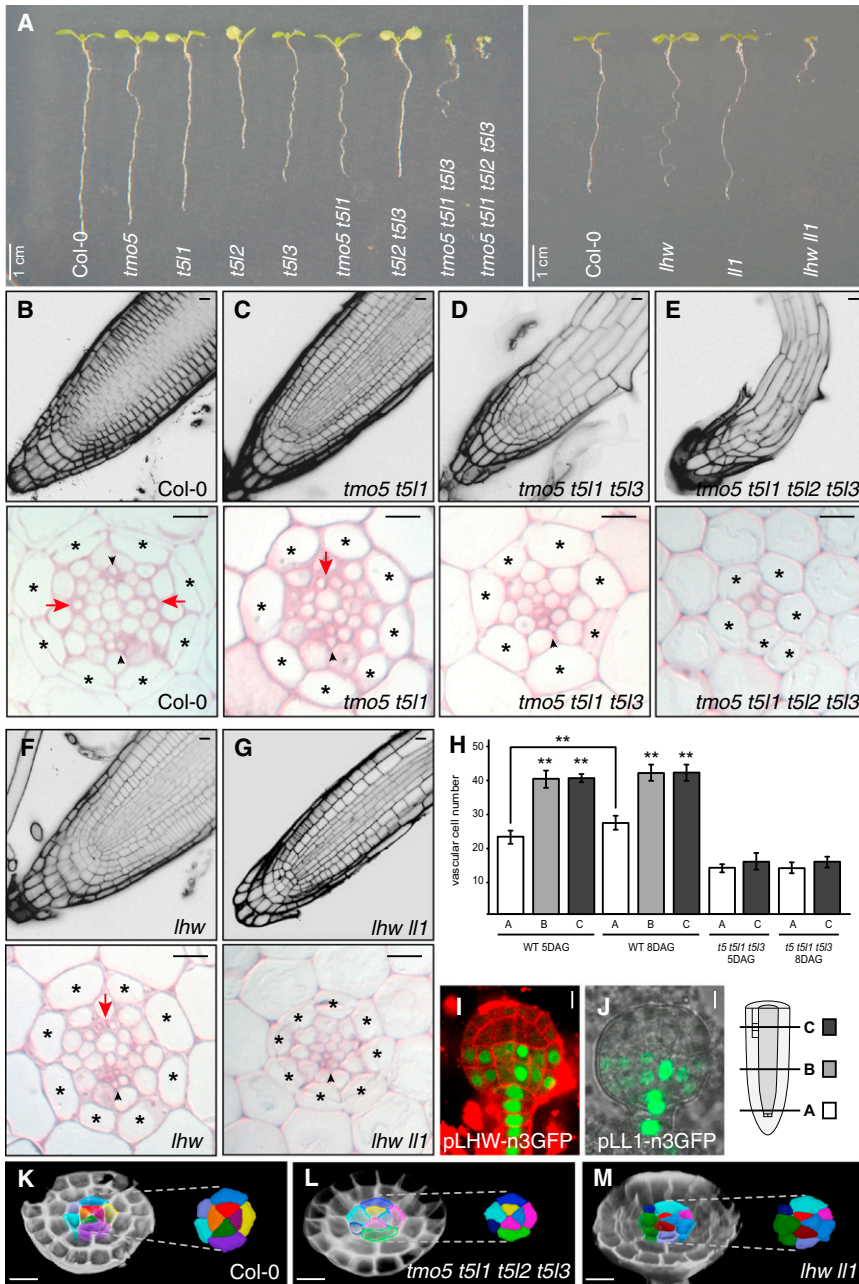 A
Col-0
tmo5
t5l1
t5l2
t5l3
tmo5 t5l1
t5l2 t5l3
tmo5 t5l1 t5l3
tmo5 t5l1 t5l2 t5l3
1 cm
Col-0
lhw
ll1
lhw ll1
1 cm
B
Col-0
C
tmo5 t5l1
D
tmo5 t5l1 t5l3
E
tmo5 t5l1 t5l2 t5l3
* * * * * * * *
Col-0
* * * * * * * *
tmo5 t5l1
* * * * * * *
tmo5 t5l1 t5l3
* * * * * *
tmo5 t5l1 t5l2 t5l3
F
lhw
G
lhw ll1
H
vascular cell number
50
40
30
20
10
**
** ** ** **
A B C A B C A C A C
WT 5DAG
WT 8DAG
t5 t5l1 t5l3
5DAG
t5 t5l1 t5l3
8DAG
* * * * * * * *
lhw
* * * * * * * *
lhw ll1
I
pLHW-n3GFP
J
pLL1-n3GFP
C
B
A
K
Col-0
L
tmo5 t5l1 t5l2 t5l3
M
lhw ll1